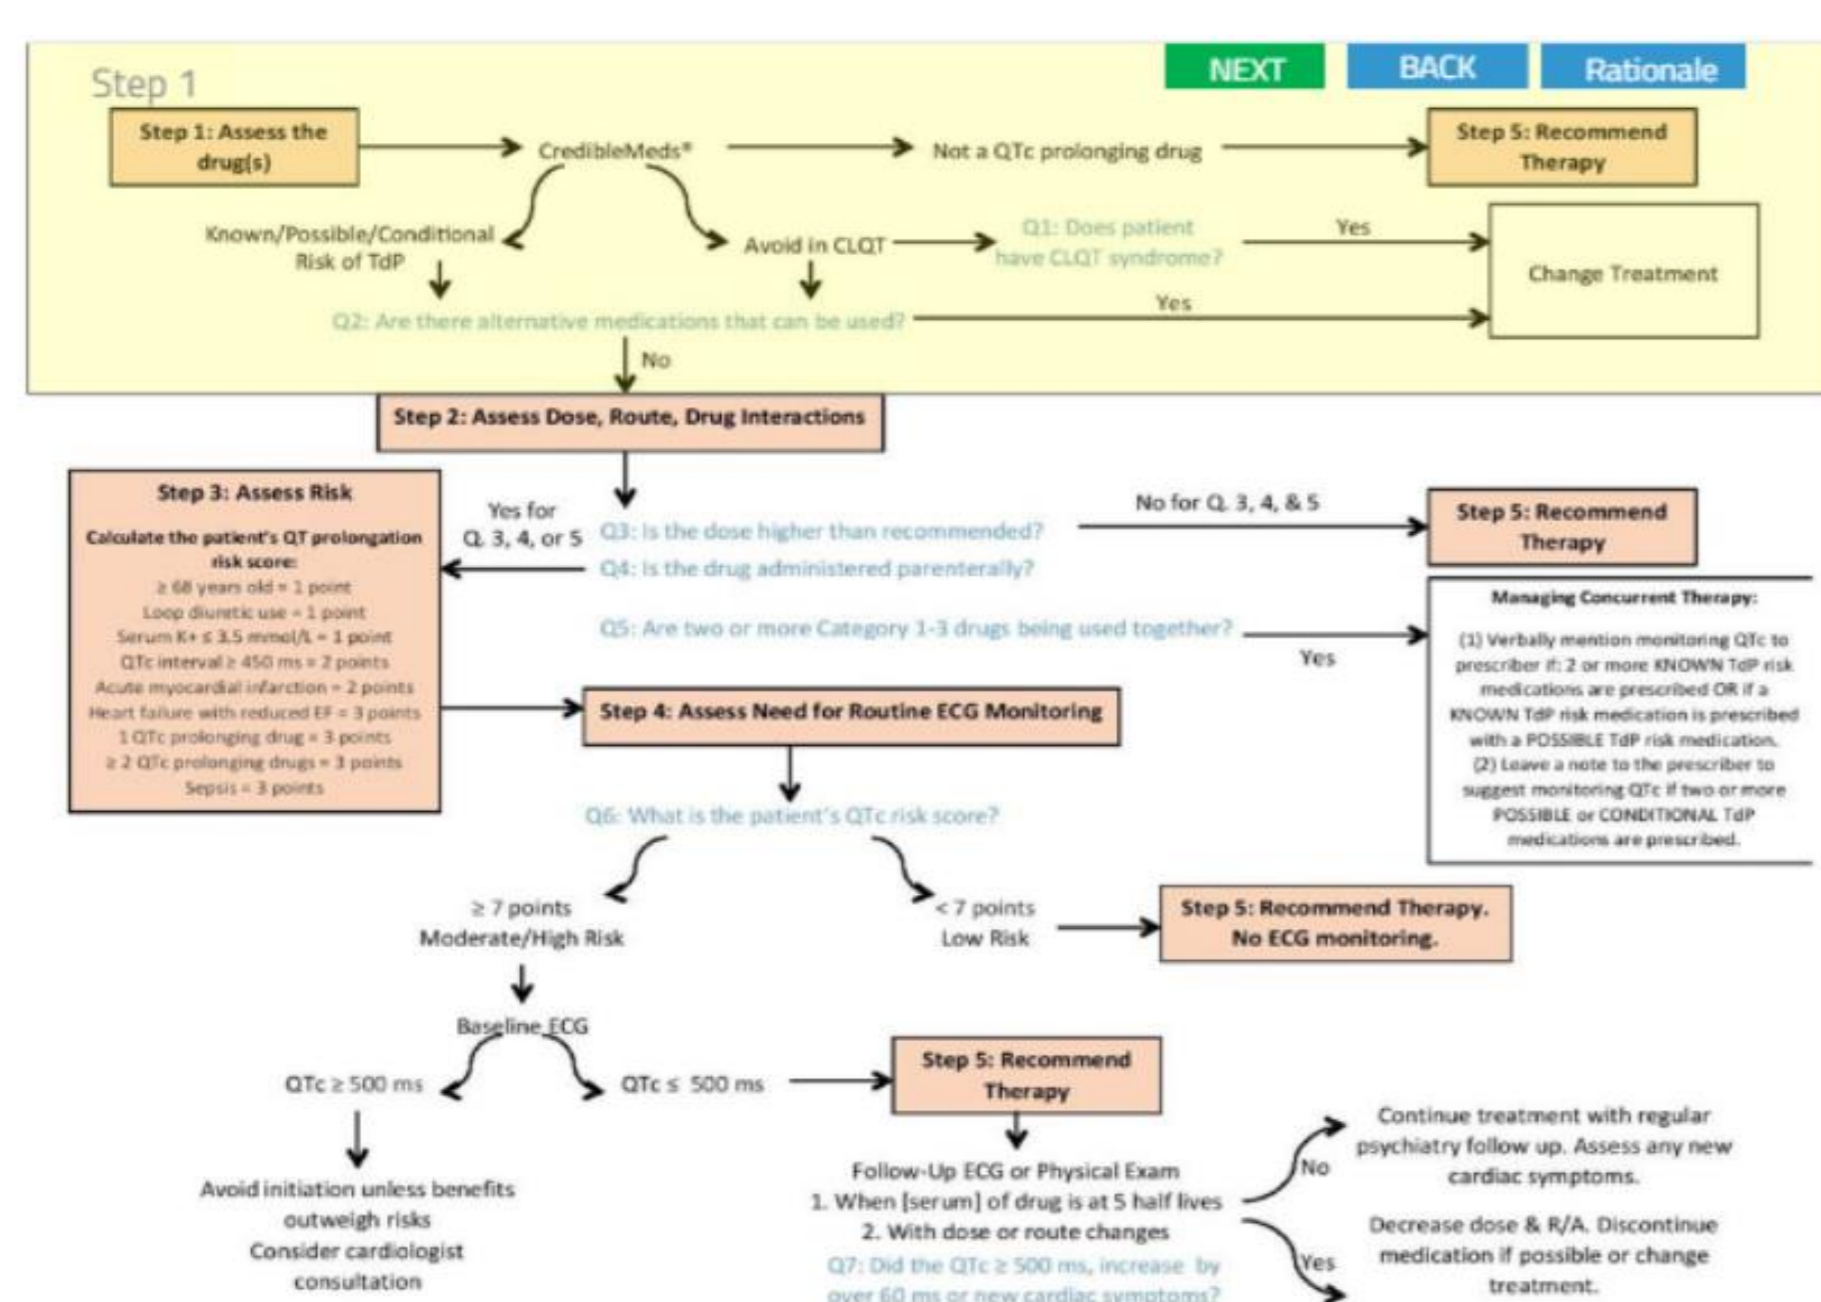 Step 1
NEXT
BACK
Rationale
Step 1: Assess the
drug(s)
CredibleMeds®
Not a QTc prolonging drug
Step 5: Recommend
Therapy
Known/Possible/Conditional
Risk of TdP
Avoid in CLQT
Q1: Does patient
have CLQT syndrome?
Yes
Change Treatment
Q2: Are there alternative medications that can be used?
Yes
No
Step 2: Assess Dose, Route, Drug Interactions
Step 3: Assess Risk
Calculate the patient's QT prolongation
risk score:
≥ 68 years old = 1 point
Loop diuretic use = 1 point
Serum K+ ≤ 3.5 mmol/L = 1 point
QTc interval ≥ 450 ms = 2 points
Acute myocardial infarction = 2 points
Heart failure with reduced EF = 3 points
1 QTc prolonging drug = 3 points
≥ 2 QTc prolonging drugs = 3 points
Sepsis = 3 points
Yes for
Q. 3, 4, or 5
Q3: Is the dose higher than recommended?
Q4: Is the drug administered parenterally?
Q5: Are two or more Category 1-3 drugs being used together?
No for Q. 3, 4, & 5
Step 5: Recommend
Therapy
Yes
Managing Concurrent Therapy:
(1) Verbally mention monitoring QTc to
prescriber if: 2 or more KNOWN TdP risk
medications are prescribed OR if a
KNOWN TdP risk medication is prescribed
with a POSSIBLE TdP risk medication.
(2) Leave a note to the prescriber to
suggest monitoring QTc if two or more
POSSIBLE or CONDITIONAL TdP
medications are prescribed.
Step 4: Assess Need for Routine ECG Monitoring
Q6: What is the patient's QTc risk score?
≥ 7 points
Moderate/High Risk
< 7 points
Low Risk
Step 5: Recommend Therapy.
No ECG monitoring.
Baseline ECG
QTc ≥ 500 ms
QTc ≤ 500 ms
Step 5: Recommend
Therapy
Avoid initiation unless benefits
outweigh risks
Consider cardiologist
consultation
Follow-Up ECG or Physical Exam
1. When [serum] of drug is at 5 half lives
2. With dose or route changes
Q7: Did the QTc ≥ 500 ms, increase by
over 60 ms or new cardiac symptoms?
No
Continue treatment with regular
psychiatry follow up. Assess any new
cardiac symptoms.
Yes
Decrease dose & R/A. Discontinue
medication if possible or change
treatment.